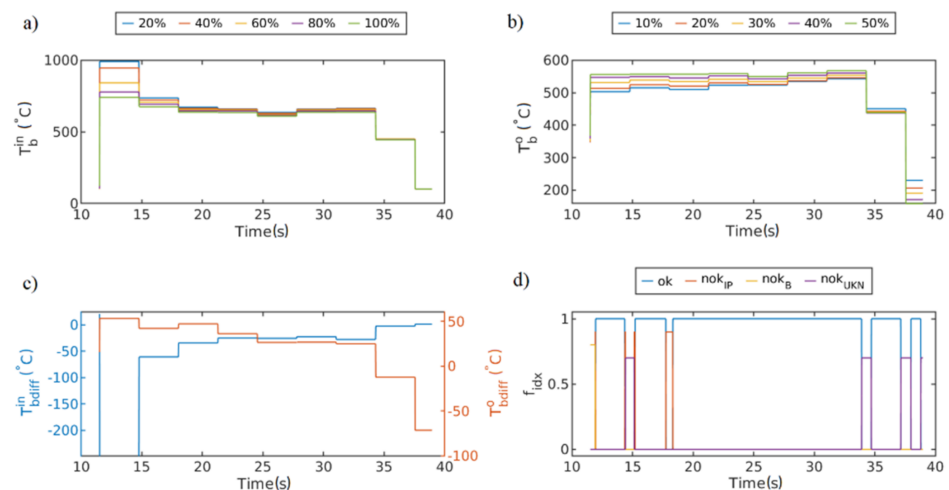 a)
20% 40% 60% 80% 100%
1000
500
0
T_b^in (°C)
10 15 20 25 30 35 40
Time(s)
b)
10% 20% 30% 40% 50%
600
500
400
300
200
T_b^o (°C)
10 15 20 25 30 35 40
Time(s)
c)
0
-50
-100
-150
-200
T_bdiff^in (°C)
50
0
-50
-100
T_bdiff^o (°C)
10 15 20 25 30 35 40
Time(s)
d)
ok nok_IP nok_B nok_UKN
1
0.5
0
f_idx
10 15 20 25 30 35 40
Time(s)